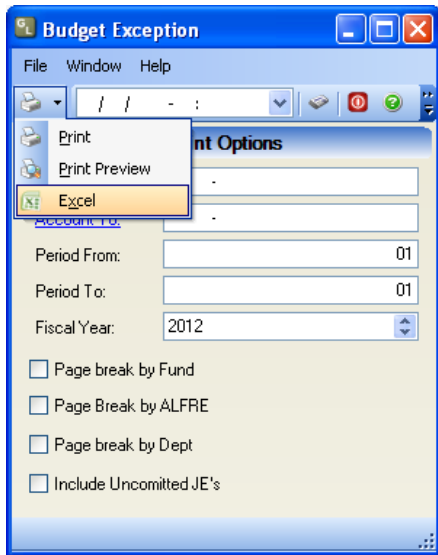 GL Budget Exception
File Window Help
/ / - :
Print
nt Options
Print Preview
-
Excel
Account To: -
Period From: 01
Period To: 01
Fiscal Year: 2012
Page break by Fund
Page Break by ALFRE
Page break by Dept
Include Uncomitted JE's